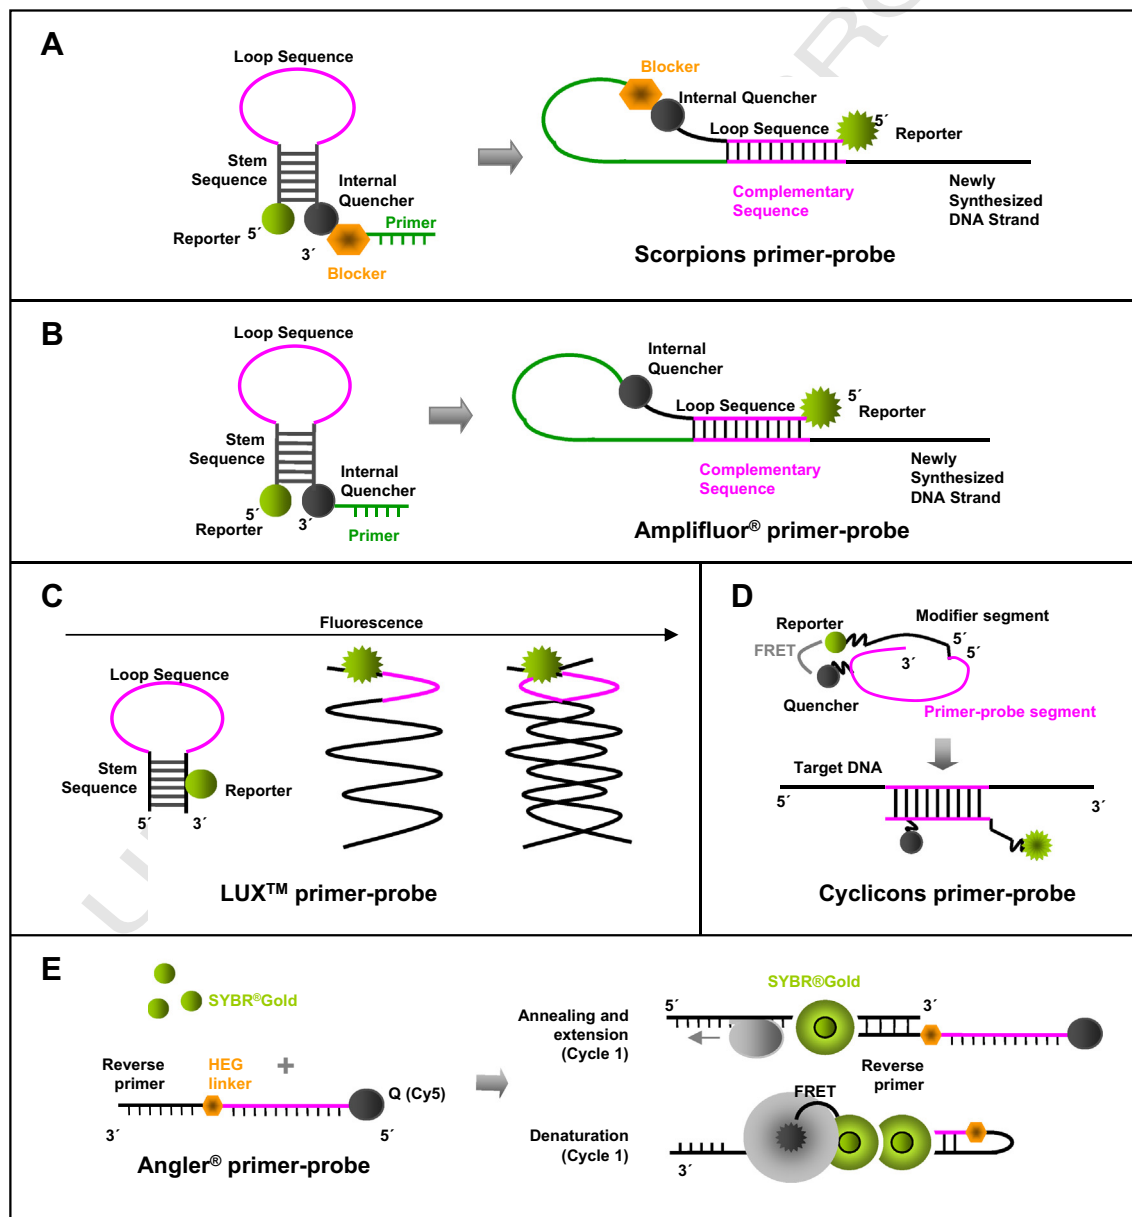 A
Loop Sequence
Stem
Sequence
Internal
Quencher
Reporter
5´
3´
Primer
Blocker
Blocker
Internal Quencher
Loop Sequence
5´
Reporter
Complementary
Sequence
Newly
Synthesized
DNA Strand
Scorpions primer-probe
B
Loop Sequence
Stem
Sequence
Internal
Quencher
5´
3´
Reporter
Primer
Internal
Quencher
Loop Sequence
5´
Reporter
Complementary
Sequence
Newly
Synthesized
DNA Strand
Amplifluor® primer-probe
C
Fluorescence
Loop Sequence
Stem
Sequence
Reporter
5´
3´
LUX™ primer-probe
D
Reporter
Modifier segment
FRET
5´
5´
3´
Quencher
Primer-probe segment
Target DNA
5´
3´
Cyclicons primer-probe
E
SYBR®Gold
Reverse
primer
HEG
linker
Q (Cy5)
3´
5´
Angler® primer-probe
SYBR®Gold
5´
3´
Annealing and
extension
(Cycle 1)
Reverse
primer
FRET
Denaturation
(Cycle 1)
3´